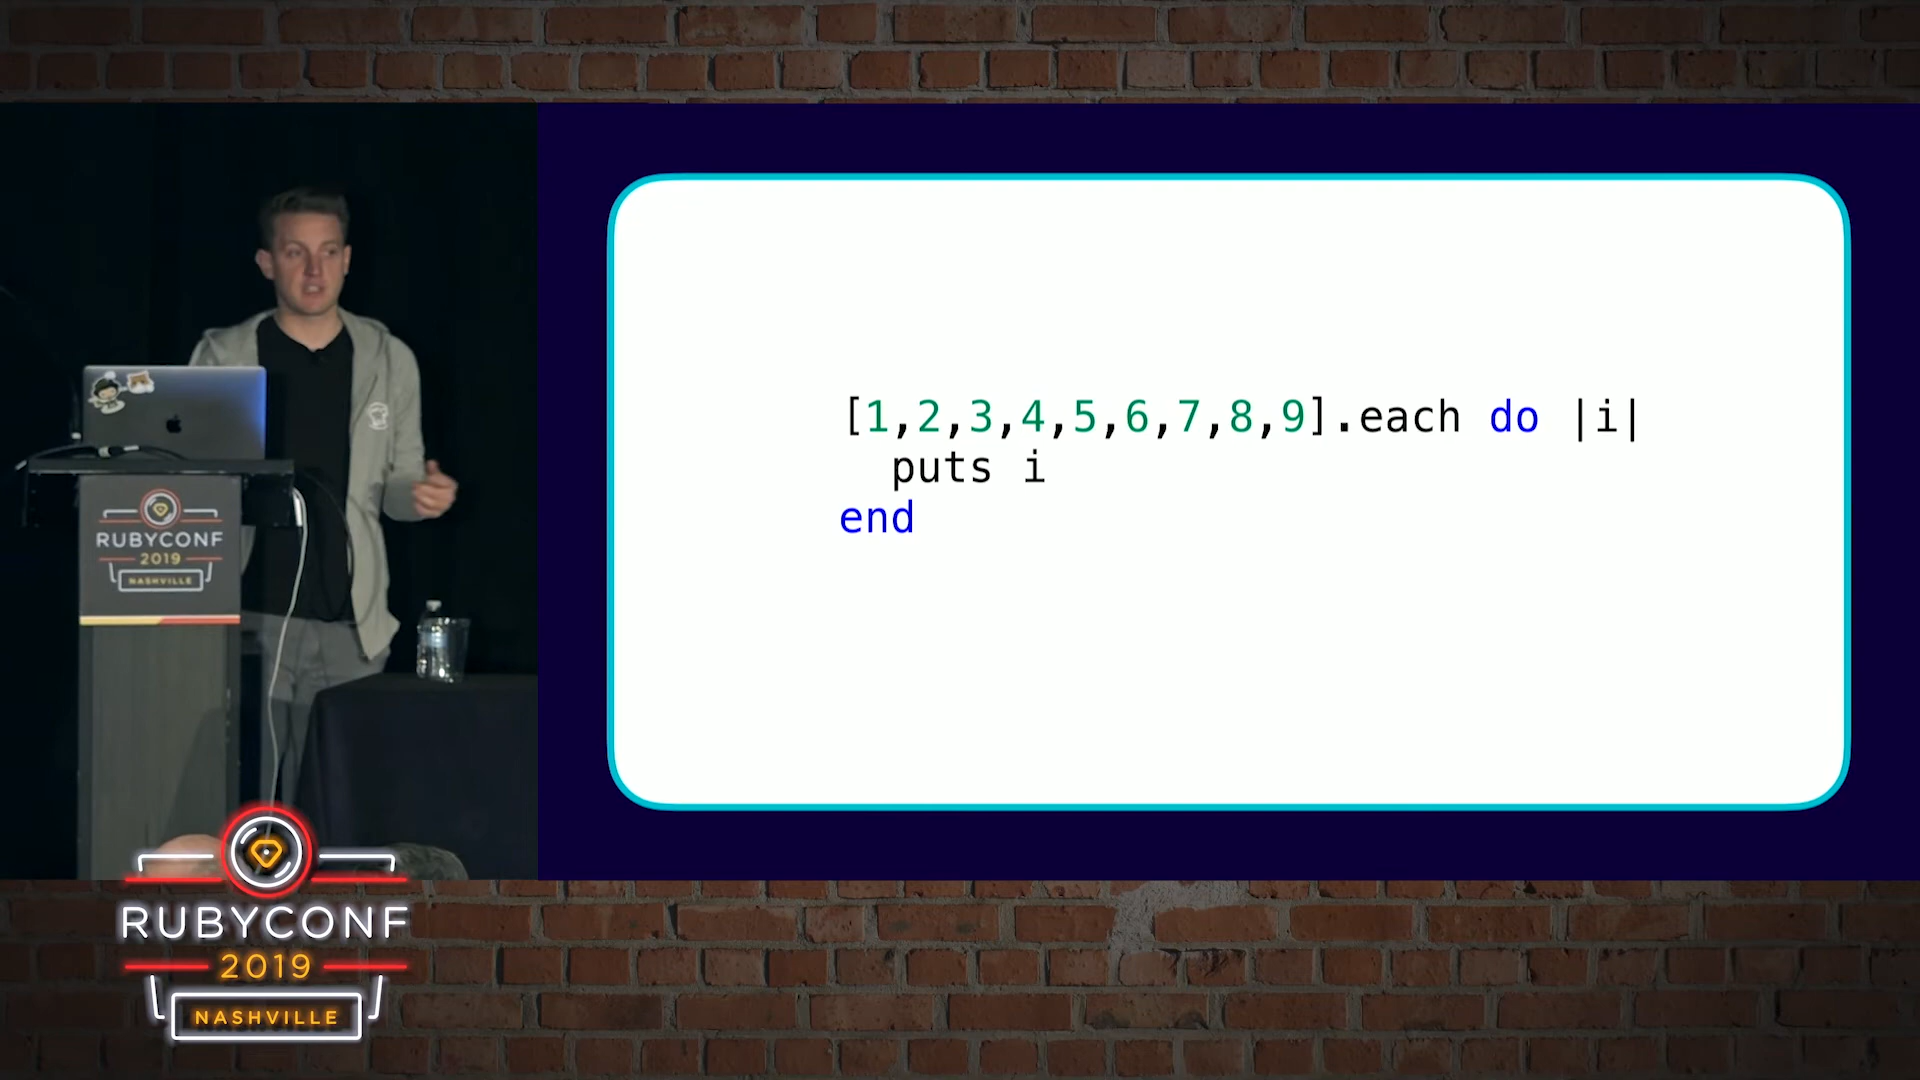 [1,2,3,4,5,6,7,8,9].each do |i|
  puts i
end
RUBYCONF
2019
NASHVILLE
RUBYCONF
2019
NASHVILLE